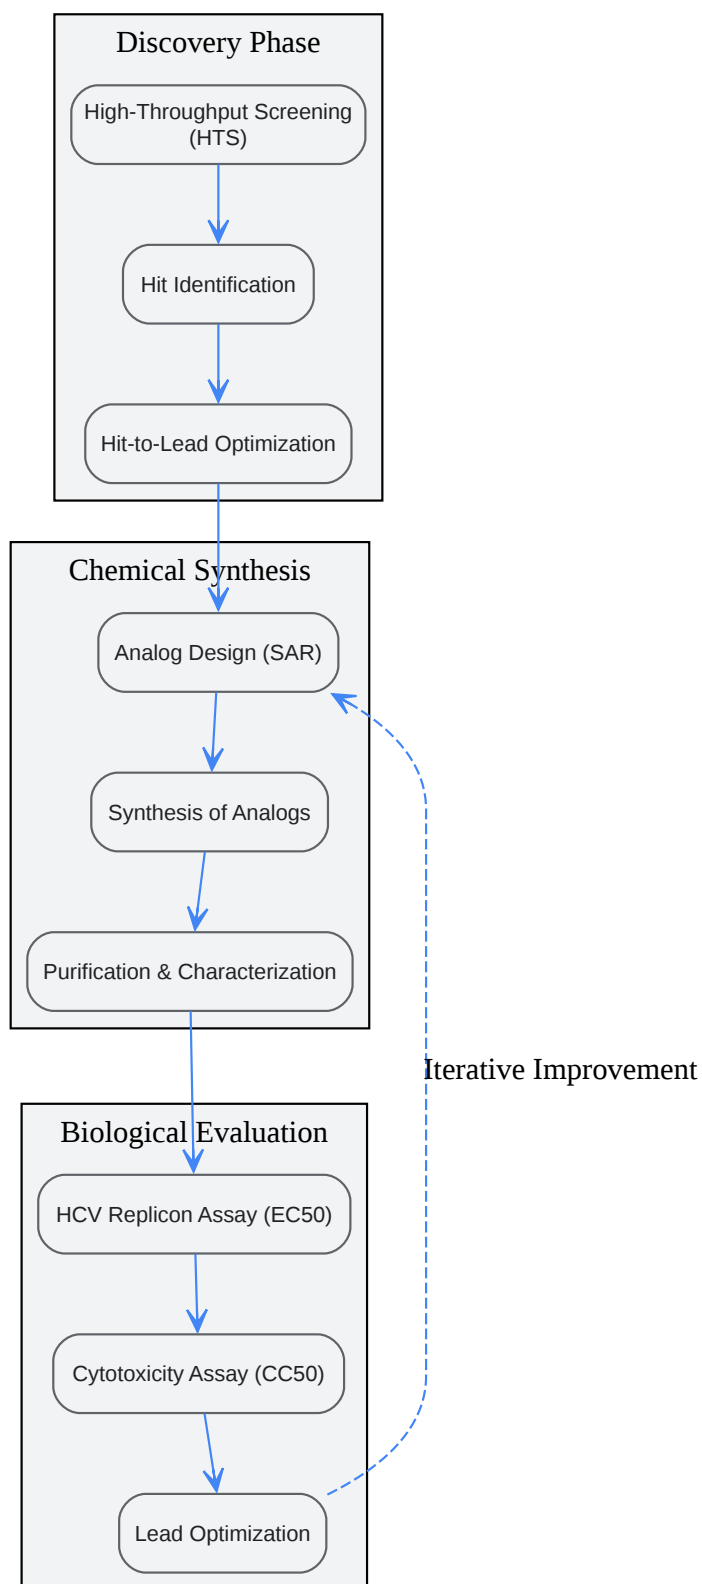 Discovery Phase
High-Throughput Screening
(HTS)
Hit Identification
Hit-to-Lead Optimization
Chemical Synthesis
Analog Design (SAR)
Synthesis of Analogs
Purification & Characterization
Iterative Improvement
Biological Evaluation
HCV Replicon Assay (EC50)
Cytotoxicity Assay (CC50)
Lead Optimization